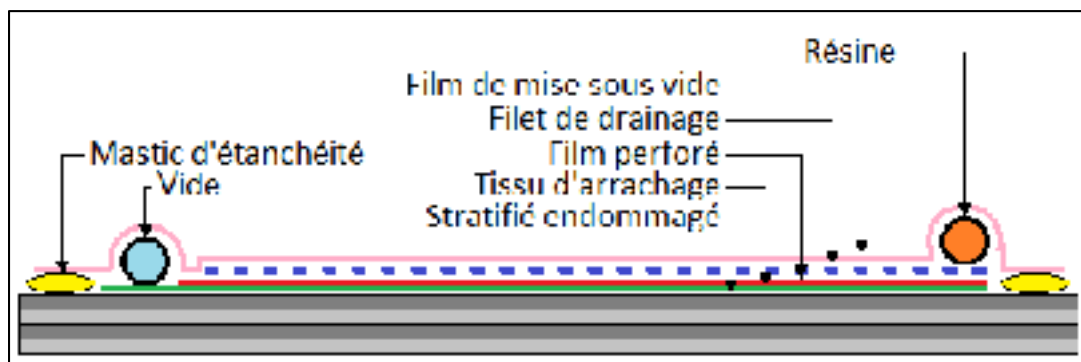 Résine
Film de mise sous vide
Filet de drainage
Film perforé
Tissu d'arrachage
Stratifié endommagé
Mastic d'étanchéité
Vide